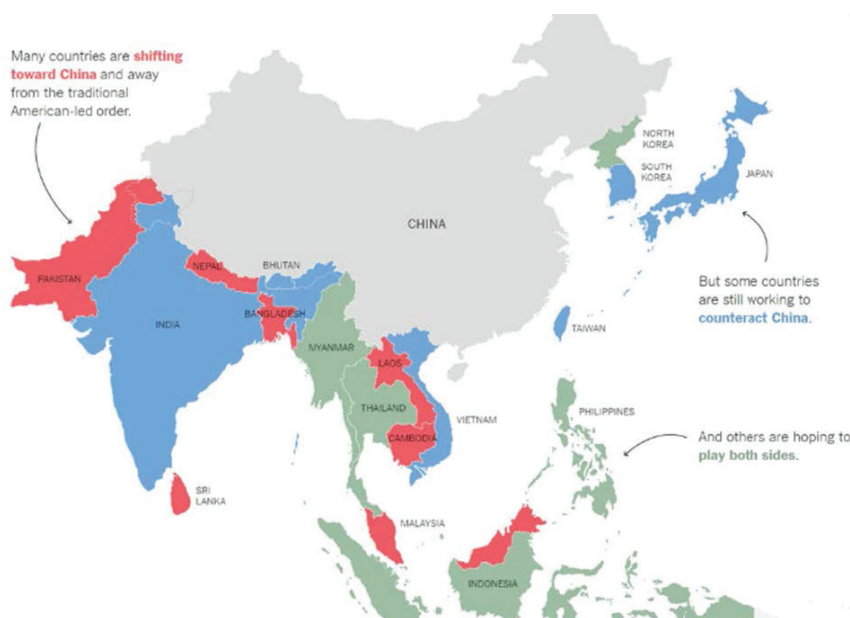 Many countries are shifting
toward China and away
from the traditional
American-led order.
NORTH
KOREA
SOUTH
KOREA
JAPAN
CHINA
PAKISTAN
NEPAL
BHUTAN
But some countries
are still working to
counteract China.
BANGLADESH
INDIA
TAIWAN
MYANMAR
LAOS
THAILAND
VIETNAM
PHILIPPINES
CAMBODIA
And others are hoping to
play both sides.
SRI
LANKA
MALAYSIA
INDONESIA